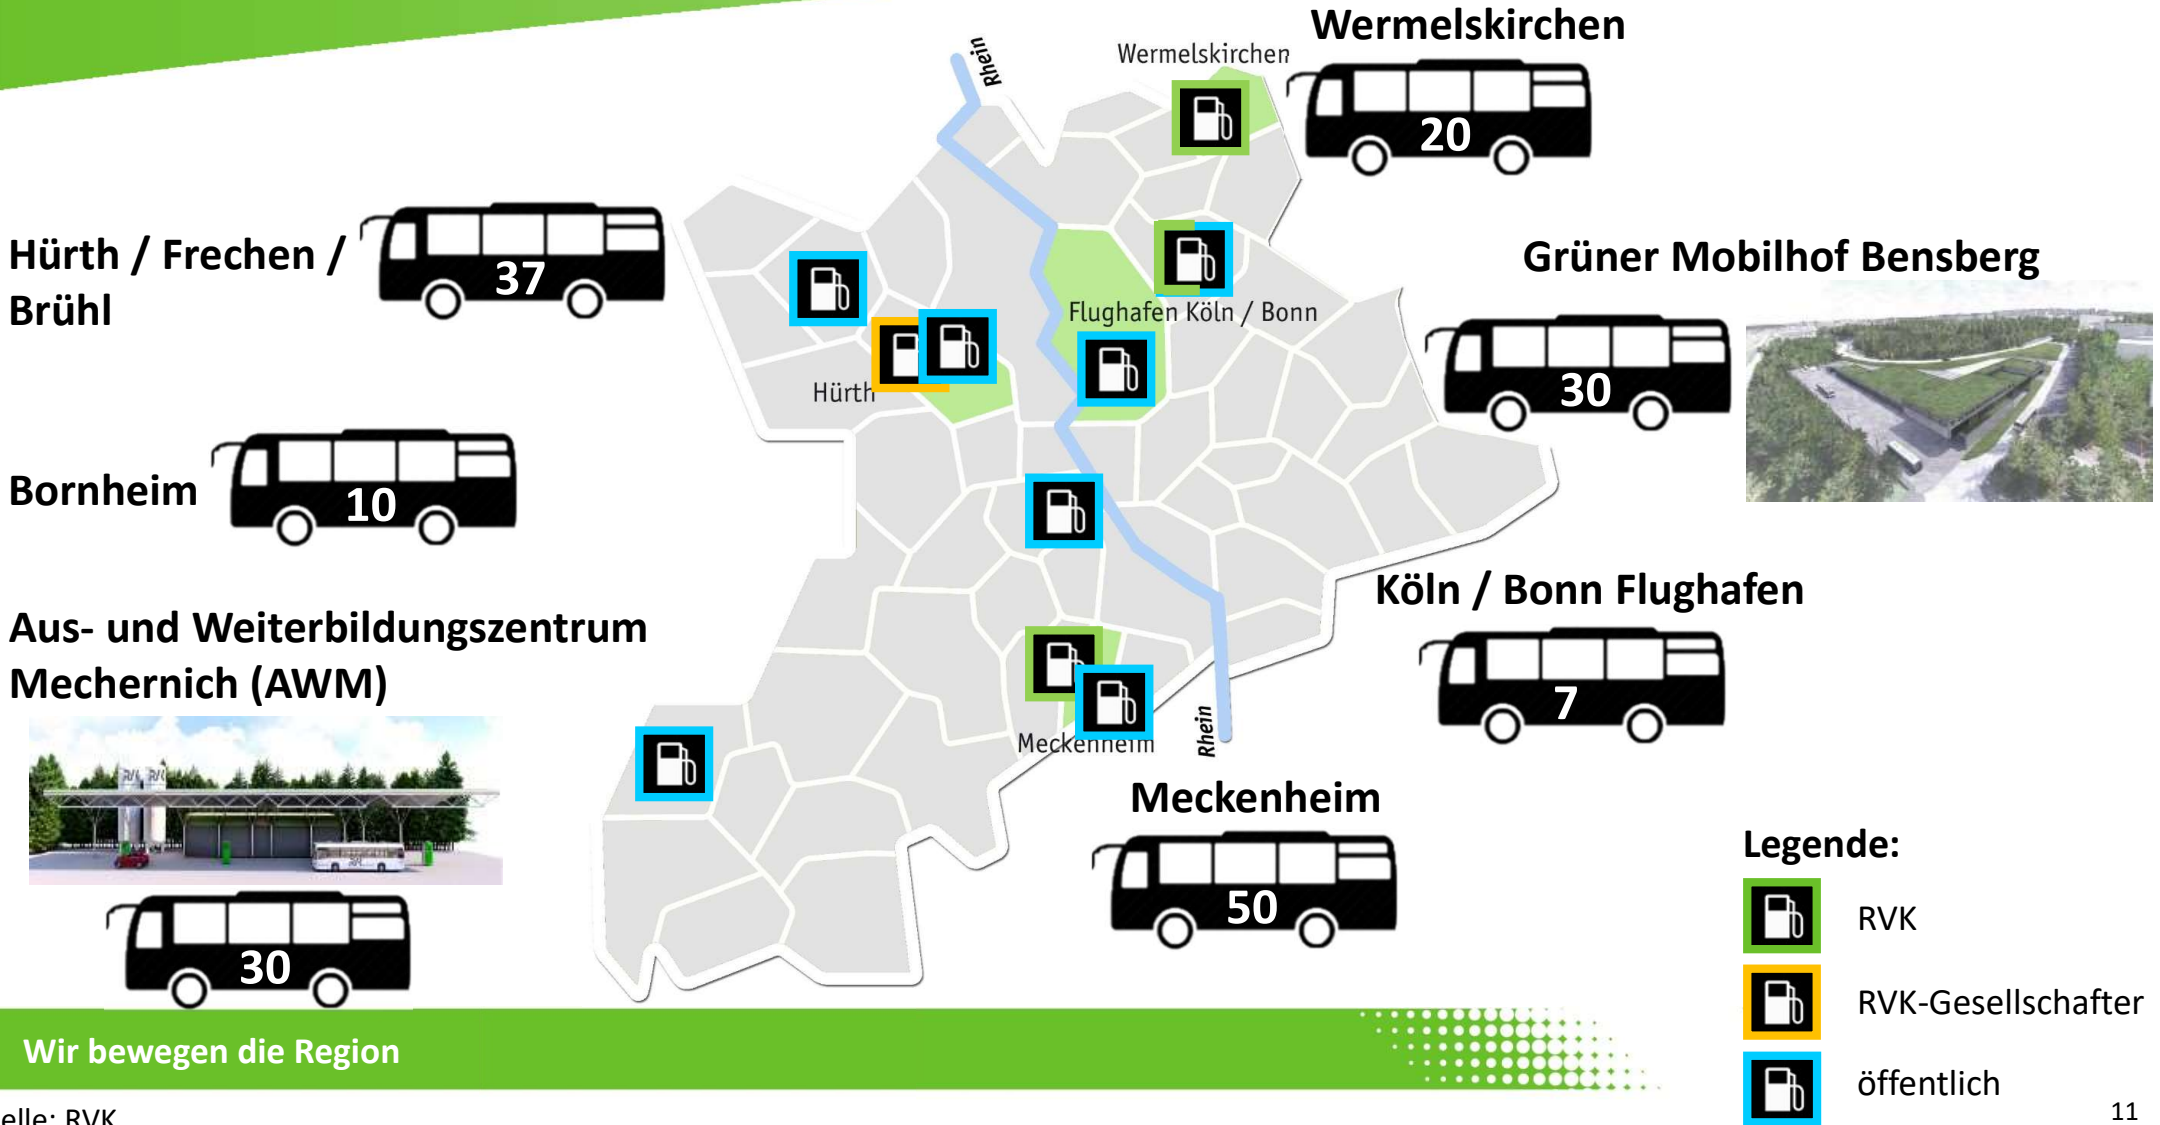 Wermelskirchen
Rhein
Wermelskirchen
20
Hürth / Frechen /
Brühl
37
Grüner Mobilhof Bensberg
Flughafen Köln / Bonn
30
Hürth
Bornheim
10
Köln / Bonn Flughafen
7
Aus- und Weiterbildungszentrum
Mechernich (AWM)
30
Rhein
Meckenheim
Meckenheim
50
Legende:
RVK
RVK-Gesellschafter
öffentlich
Wir bewegen die Region
elle: RVK
11